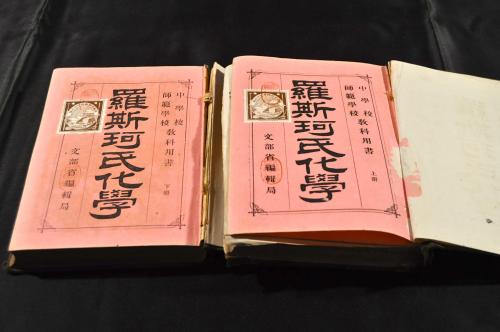 中學校
師範學校
教科用書
下冊
羅斯珂氏化學
文部省編輯局
中學校
師範學校
教科用書
上冊
羅斯珂氏化學
文部省編輯局